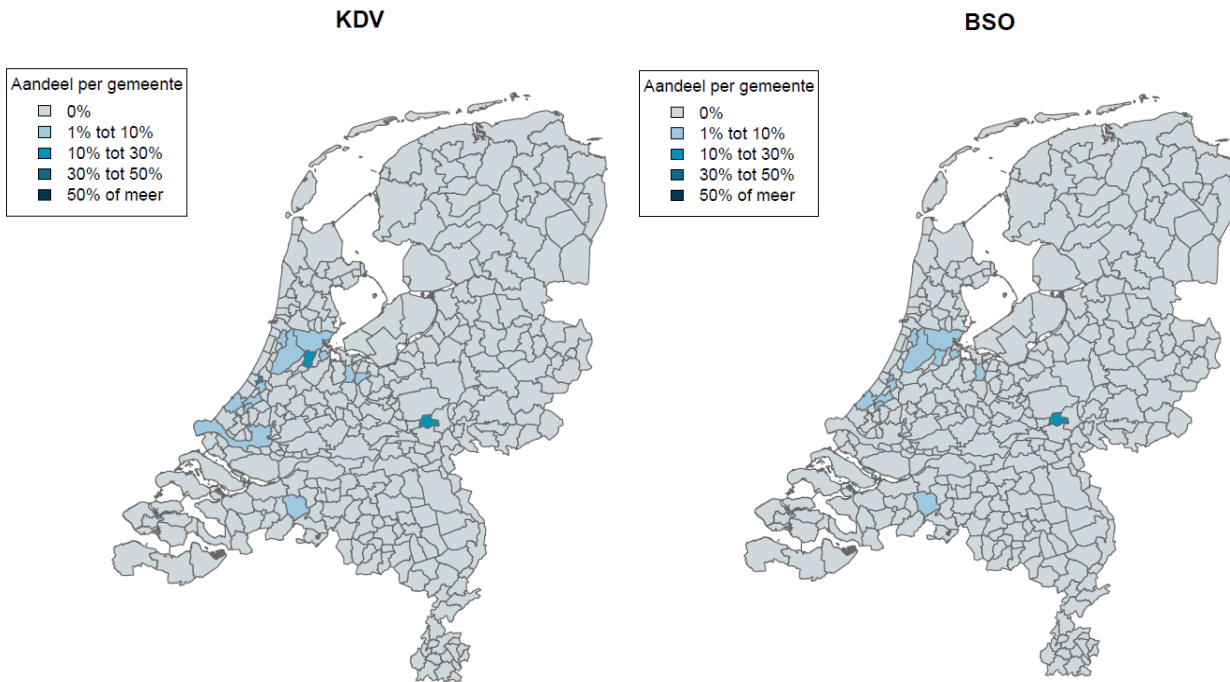 KDV
Aandeel per gemeente
0%
1% tot 10%
10% tot 30%
30% tot 50%
50% of meer
BSO
Aandeel per gemeente
0%
1% tot 10%
10% tot 30%
30% tot 50%
50% of meer